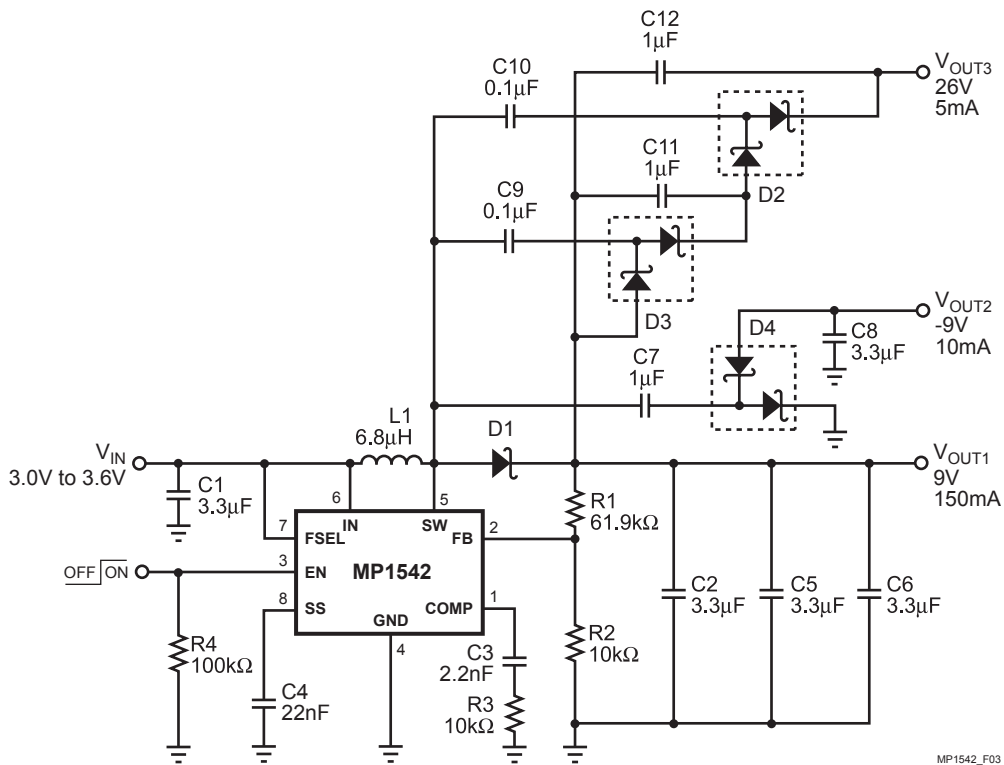 C12
1µF
C10
0.1µF
VOUT3
26V
5mA
C11
1µF
D2
C9
0.1µF
D3
D4
VOUT2
-9V
10mA
C8
3.3µF
C7
1µF
L1
6.8µH
D1
VIN
3.0V to 3.6V
VOUT1
9V
150mA
C1
3.3µF
6
5
IN
SW
7
FSEL
FB
2
R1
61.9kΩ
OFF ON
3
EN
MP1542
8
SS
COMP
1
GND
4
C2
3.3µF
C5
3.3µF
C6
3.3µF
R4
100kΩ
C3
2.2nF
R2
10kΩ
C4
22nF
R3
10kΩ
MP1542_F03